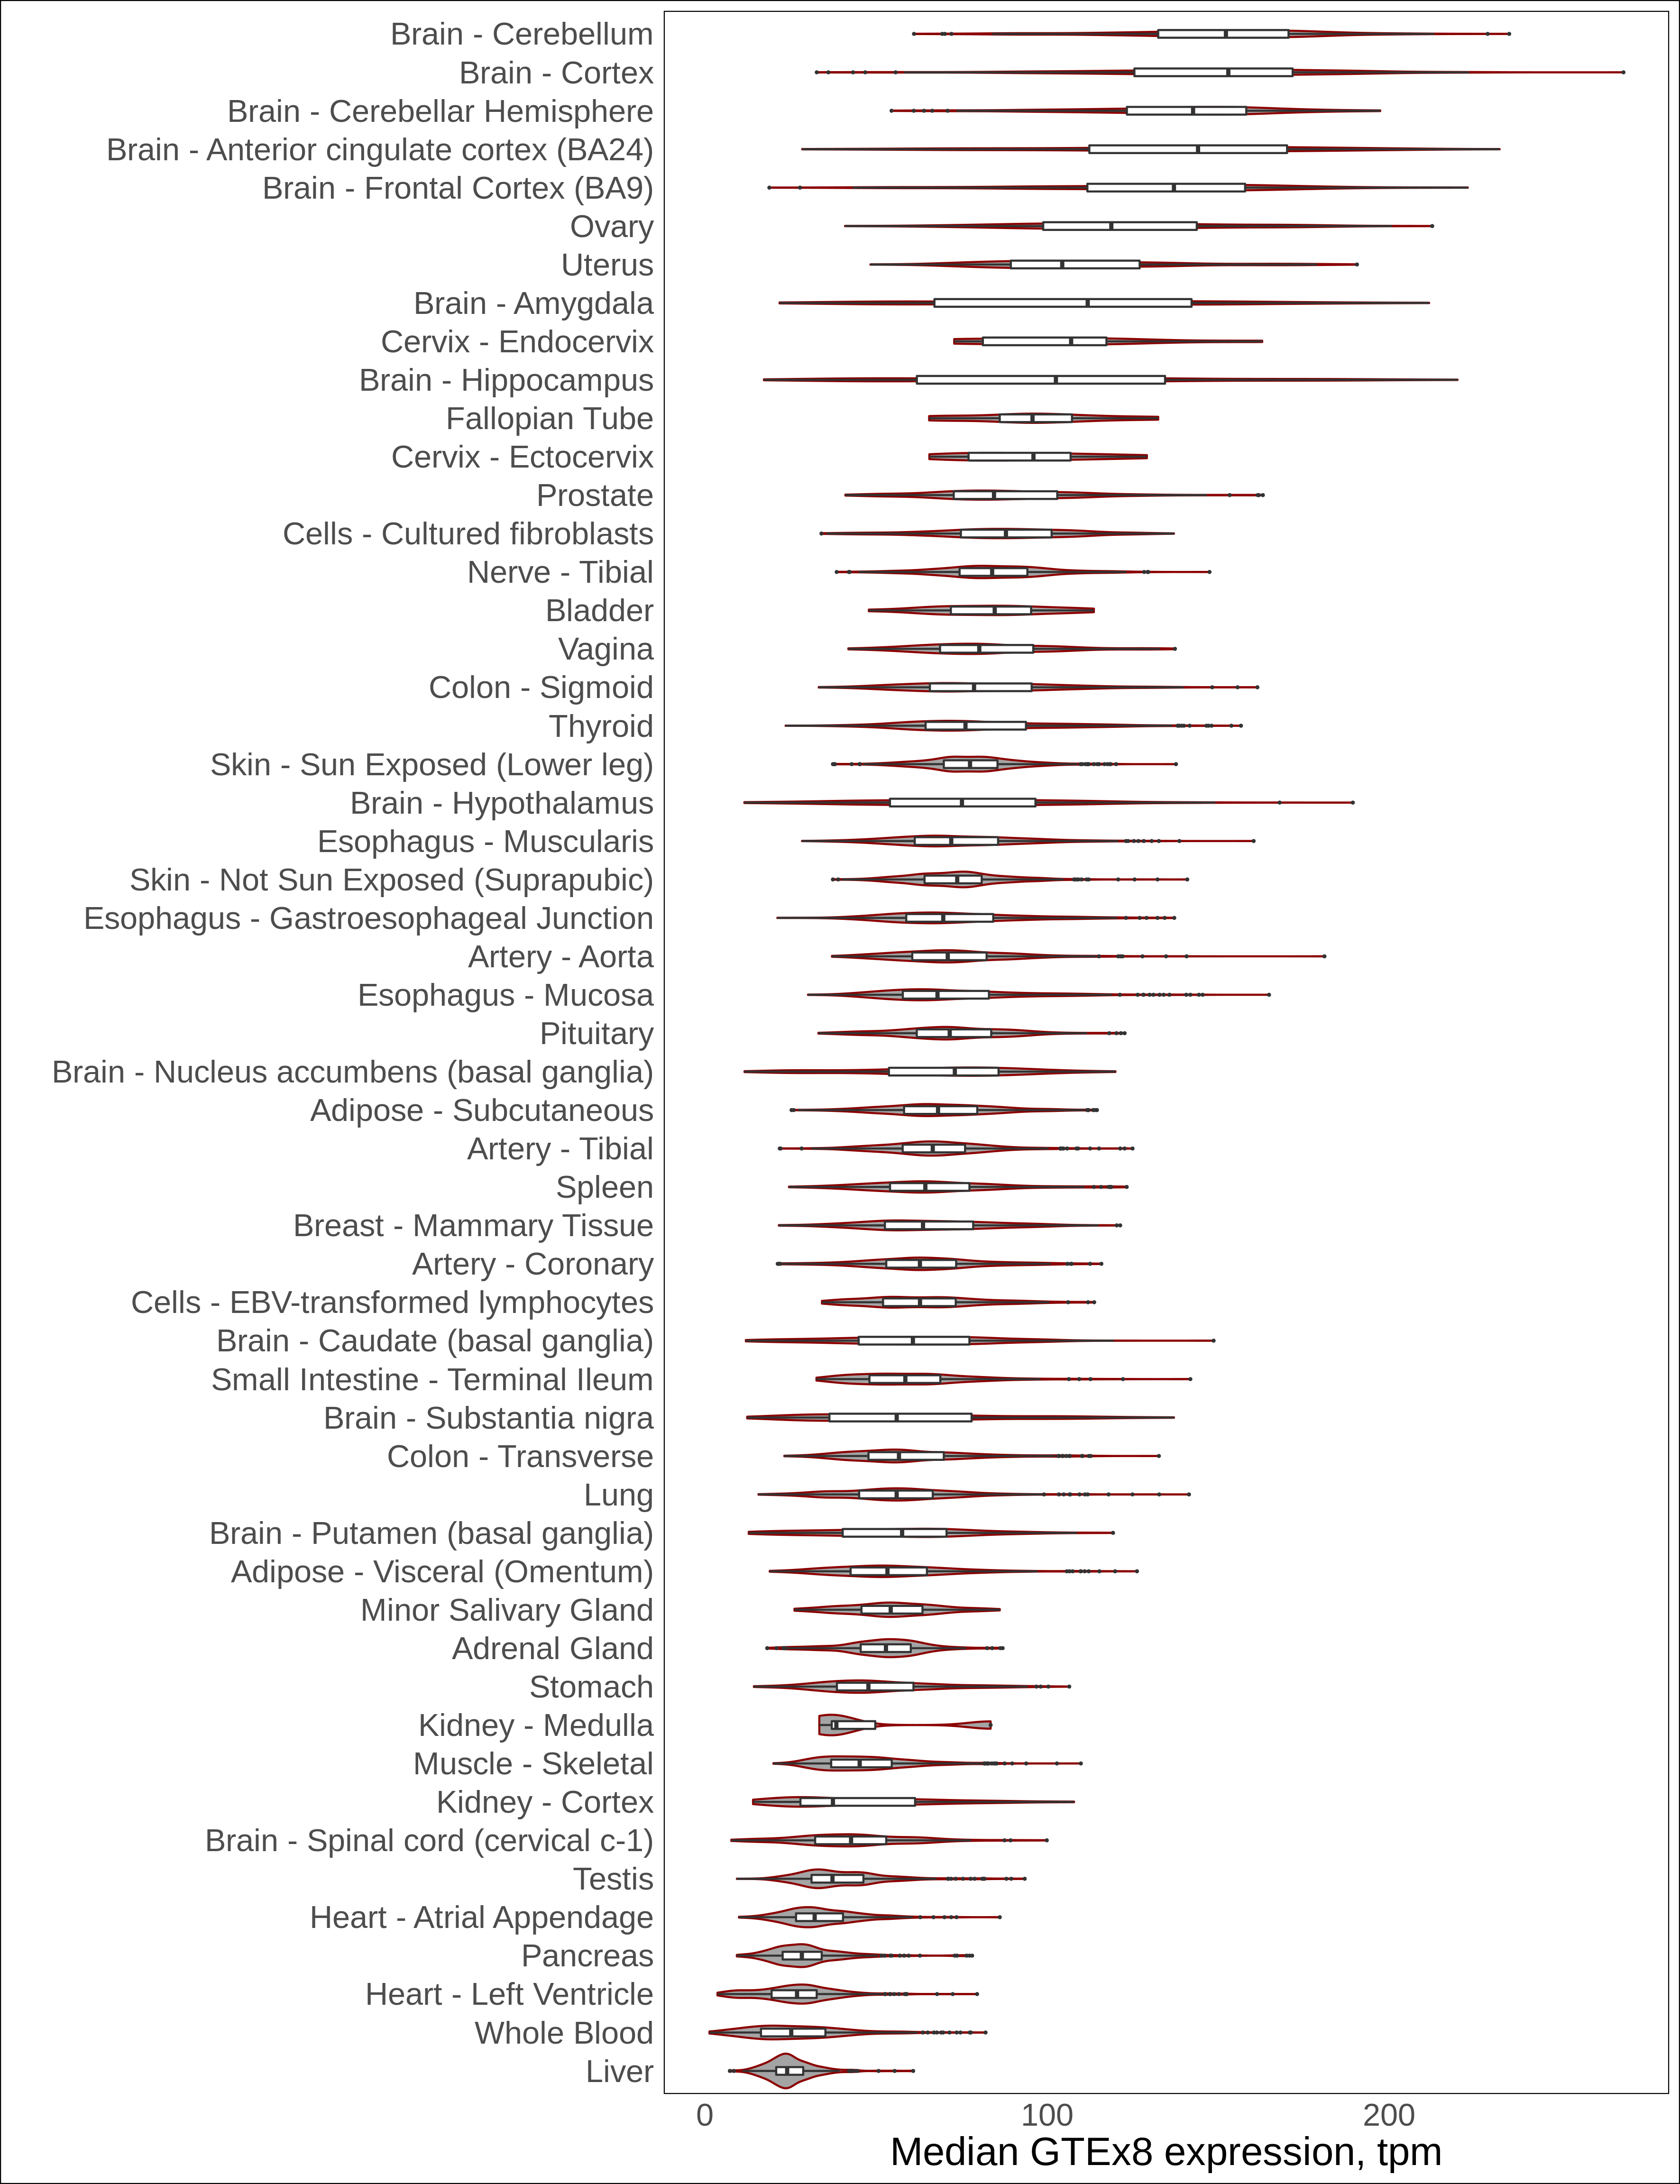 Brain - Cerebellum
Brain - Cortex
Brain - Cerebellar Hemisphere
Brain - Anterior cingulate cortex (BA24)
Brain - Frontal Cortex (BA9)
Ovary
Uterus
Brain - Amygdala
Cervix - Endocervix
Brain - Hippocampus
Fallopian Tube
Cervix - Ectocervix
Prostate
Cells - Cultured fibroblasts
Nerve - Tibial
Bladder
Vagina
Colon - Sigmoid
Thyroid
Skin - Sun Exposed (Lower leg)
Brain - Hypothalamus
Esophagus - Muscularis
Skin - Not Sun Exposed (Suprapubic)
Esophagus - Gastroesophageal Junction
Artery - Aorta
Esophagus - Mucosa
Pituitary
Brain - Nucleus accumbens (basal ganglia)
Adipose - Subcutaneous
Artery - Tibial
Spleen
Breast - Mammary Tissue
Artery - Coronary
Cells - EBV-transformed lymphocytes
Brain - Caudate (basal ganglia)
Small Intestine - Terminal Ileum
Brain - Substantia nigra
Colon - Transverse
Lung
Brain - Putamen (basal ganglia)
Adipose - Visceral (Omentum)
Minor Salivary Gland
Adrenal Gland
Stomach
Kidney - Medulla
Muscle - Skeletal
Kidney - Cortex
Brain - Spinal cord (cervical c-1)
Testis
Heart - Atrial Appendage
Pancreas
Heart - Left Ventricle
Whole Blood
Liver
0 100 200
Median GTEx8 expression, tpm